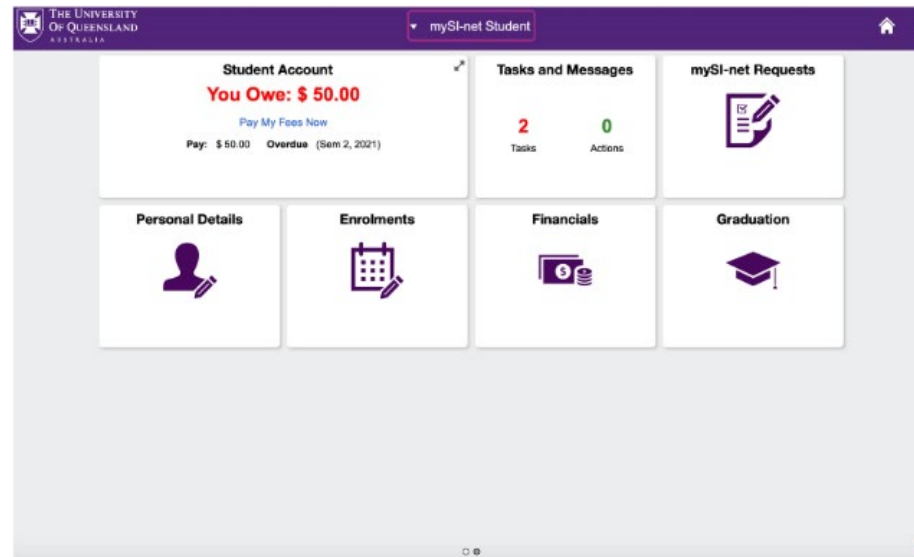 THE UNIVERSITY
OF QUEENSLAND
AUSTRALIA
mySI-net Student
Student Account
You Owe: $ 50.00
Pay My Fees Now
Pay: $ 50.00 Overdue (Sem 2, 2021)
Tasks and Messages
2 0
Tasks Actions
mySI-net Requests
Personal Details
Enrolments
Financials
Graduation